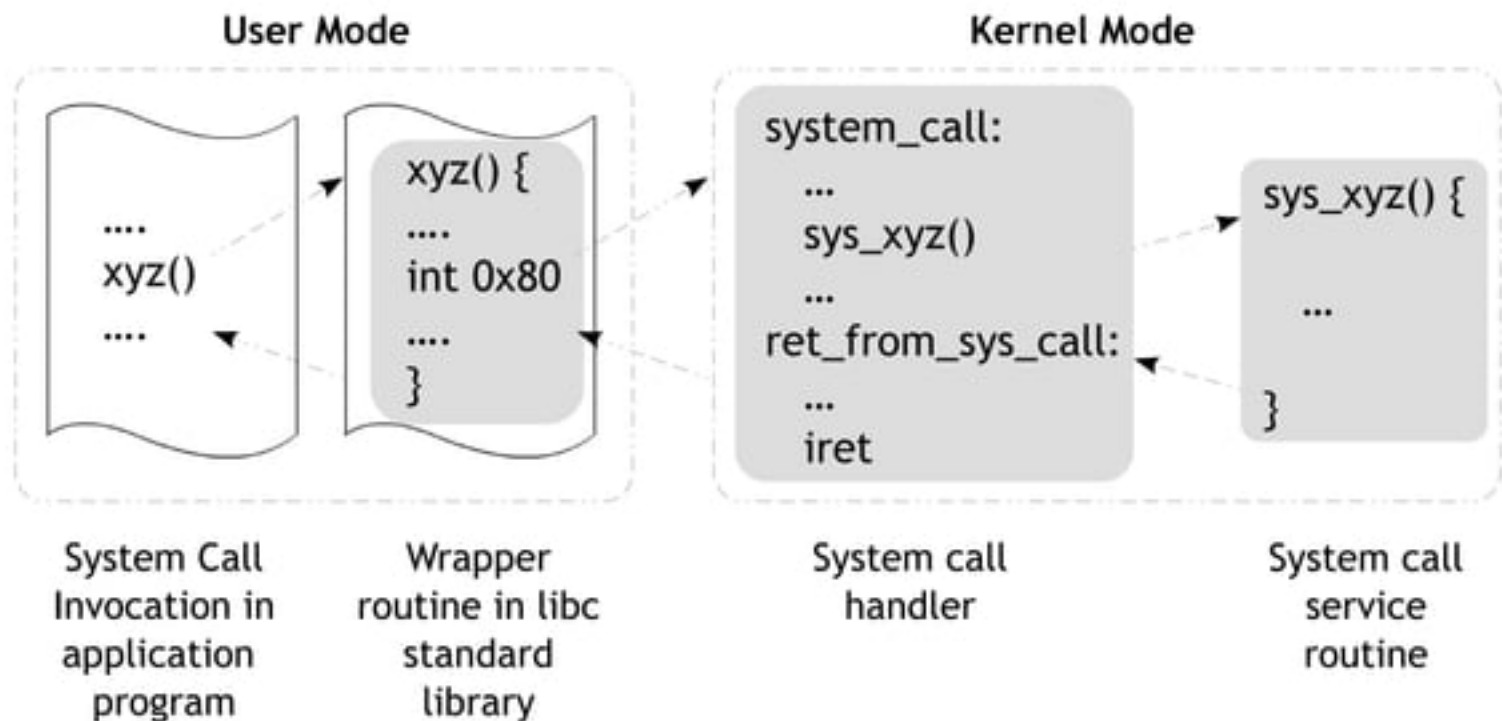 User Mode
Kernel Mode
....
xyz()
....
xyz() {
....
int 0x80
....
}
system_call:
...
sys_xyz()
...
ret_from_sys_call:
...
iret
sys_xyz() {
...
}
System Call
Invocation in
application
program
Wrapper
routine in libc
standard
library
System call
handler
System call
service
routine